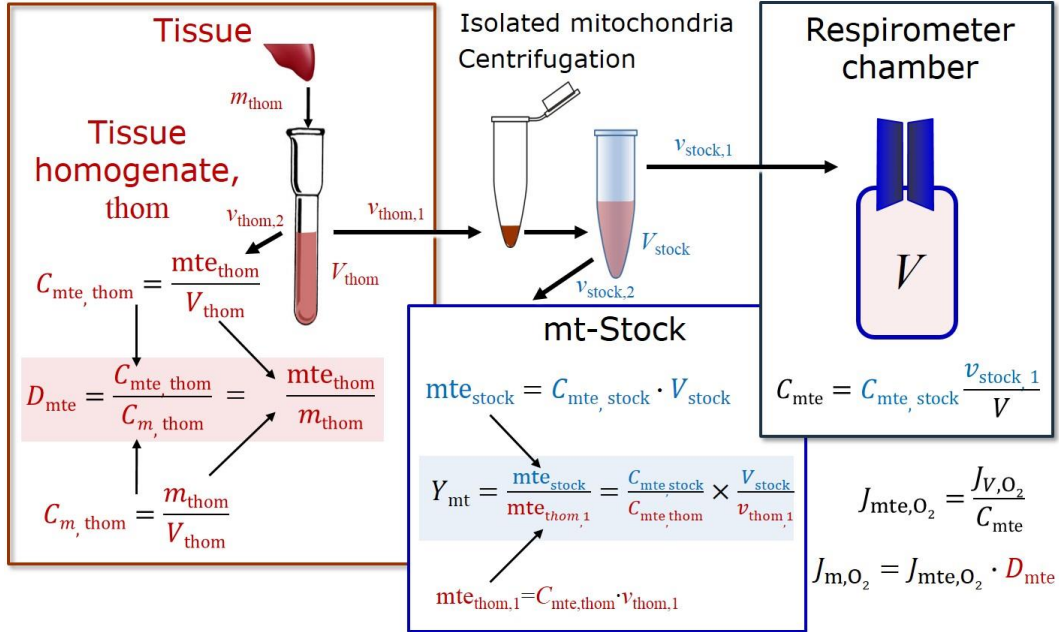 Tissue
m_thom
Tissue
homogenate,
thom
v_thom,2
v_thom,1
V_thom
C_mte, thom = mte_thom / V_thom
D_mte = C_mte, thom / C_m, thom = mte_thom / m_thom
C_m, thom = m_thom / V_thom
Isolated mitochondria
Centrifugation
V_stock
v_stock,1
v_stock,2
mt-Stock
mte_stock = C_mte, stock · V_stock
Y_mt = mte_stock / mte_thom,1 = C_mte,stock / C_mte,thom × V_stock / v_thom,1
mte_thom,1=C_mte,thom·v_thom,1
Respirometer
chamber
V
C_mte = C_mte, stock v_stock, 1 / V
J_mte,O₂ = J_V,O₂ / C_mte
J_m,O₂ = J_mte,O₂ · D_mte